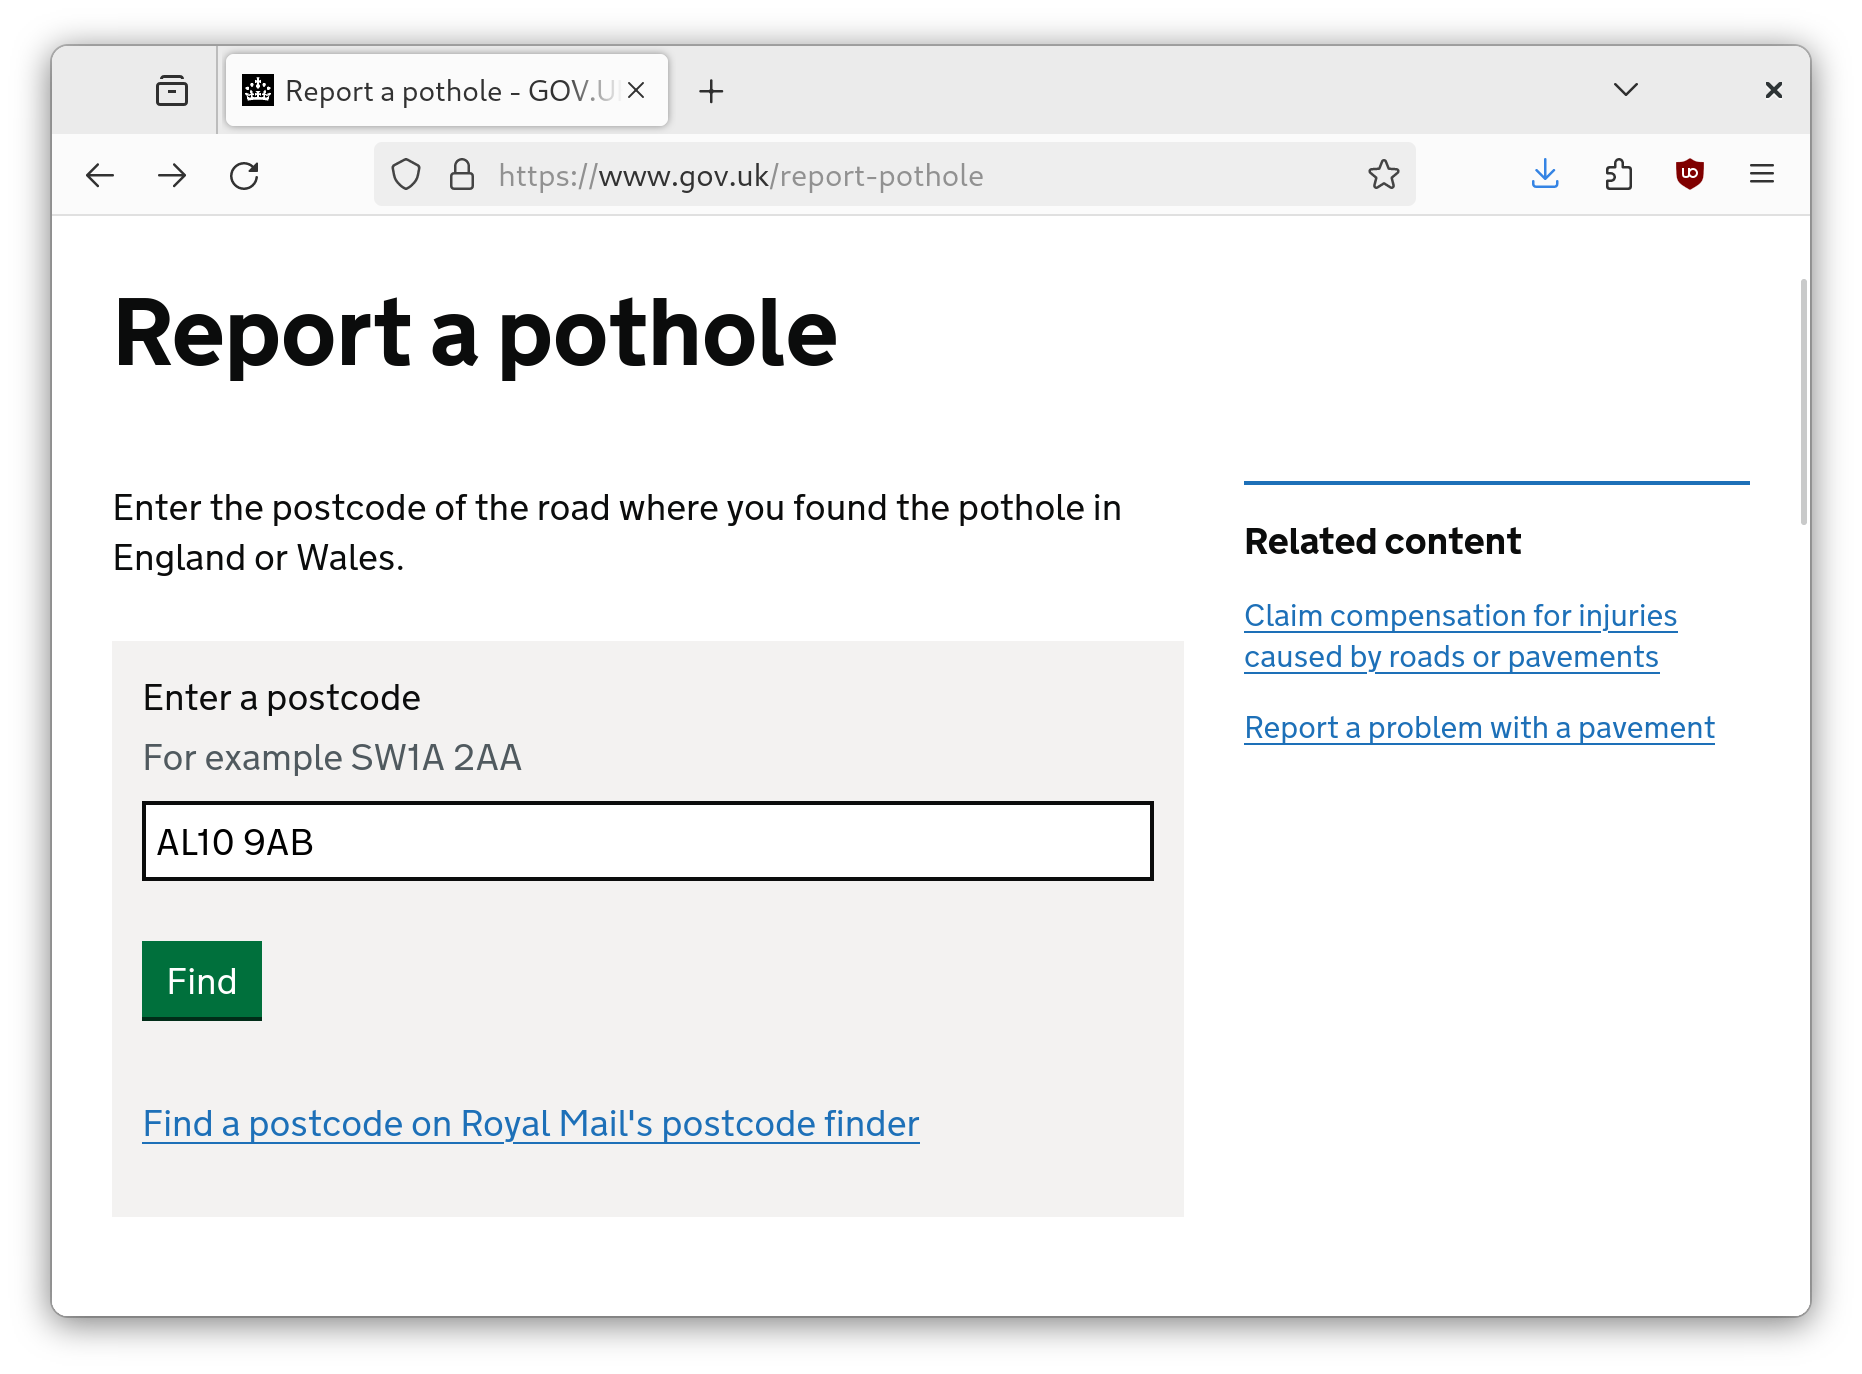 Report a pothole - GOV.U
https://www.gov.uk/report-pothole
Report a pothole
Enter the postcode of the road where you found the pothole in
England or Wales.
Enter a postcode
For example SW1A 2AA
AL10 9AB
Find
Find a postcode on Royal Mail's postcode finder
Related content
Claim compensation for injuries
caused by roads or pavements
Report a problem with a pavement